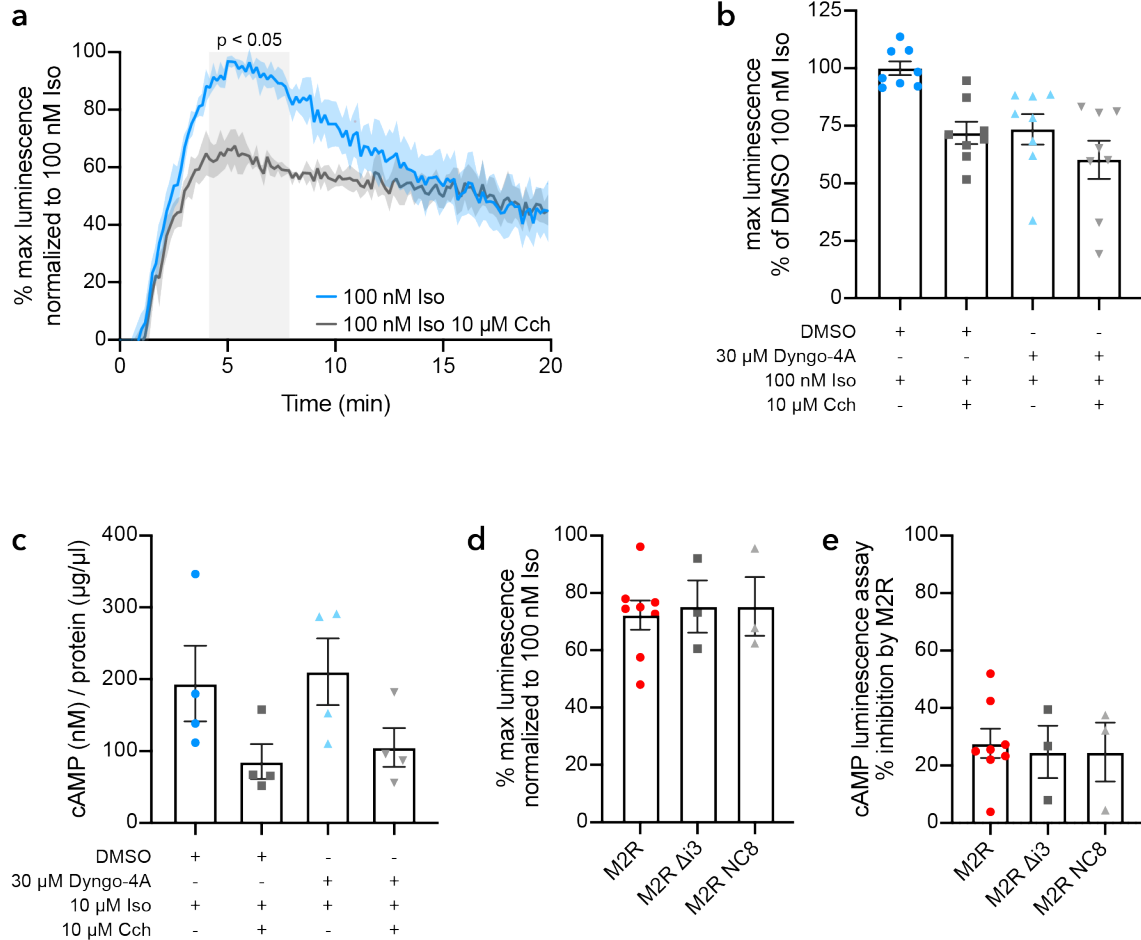 a
p < 0.05
% max luminescence
normalized to 100 nM Iso
100
80
60
40
20
0
100 nM Iso
100 nM Iso 10 µM Cch
0 5 10 15 20
Time (min)
b
max luminescence
% of DMSO 100 nM Iso
125
100
75
50
25
0
DMSO + + - -
30 µM Dyngo-4A - - + +
100 nM Iso + + + +
10 µM Cch - + - +
c
cAMP (nM) / protein (µg/µl)
400
300
200
100
0
DMSO + + - -
30 µM Dyngo-4A - - + +
10 µM Iso + + + +
10 µM Cch - + - +
d
% max luminescence
normalized to 100 nM Iso
100
80
60
40
20
0
M2R
M2R Δi3
M2R NC8
e
cAMP luminescence assay
% inhibition by M2R
100
80
60
40
20
0
M2R
M2R Δi3
M2R NC8